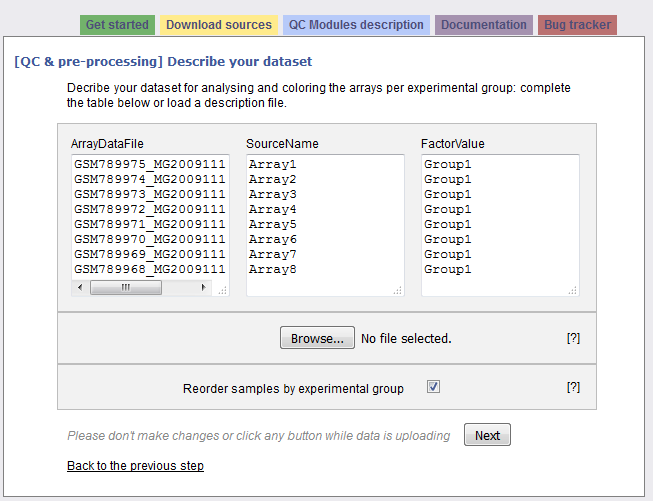 Get started Download sources QC Modules description Documentation Bug tracker
[QC & pre-processing] Describe your dataset
Decribe your dataset for analysing and coloring the arrays per experimental group: complete
the table below or load a description file.
ArrayDataFile SourceName FactorValue
GSM789975_MG2009111 Array1 Group1
GSM789974_MG2009111 Array2 Group1
GSM789973_MG2009111 Array3 Group1
GSM789972_MG2009111 Array4 Group1
GSM789971_MG2009111 Array5 Group1
GSM789970_MG2009111 Array6 Group1
GSM789969_MG2009111 Array7 Group1
GSM789968_MG2009111 Array8 Group1
Browse... No file selected. [?]
Reorder samples by experimental group [?]
Please don't make changes or click any button while data is uploading Next
Back to the previous step